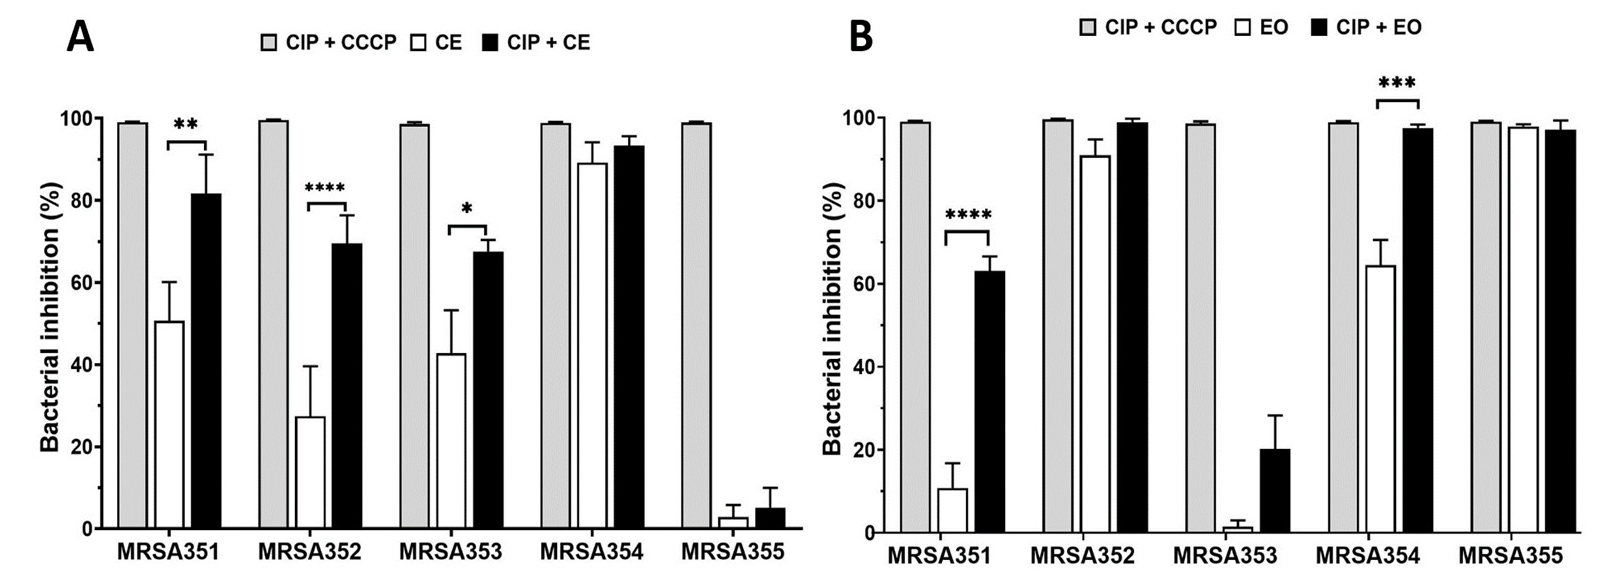 A
CIP + CCCP CE CIP + CE
Bacterial inhibition (%)
100
80
60
40
20
0
**
****
*
MRSA351 MRSA352 MRSA353 MRSA354 MRSA355
B
CIP + CCCP EO CIP + EO
Bacterial inhibition (%)
100
80
60
40
20
0
****
***
MRSA351 MRSA352 MRSA353 MRSA354 MRSA355